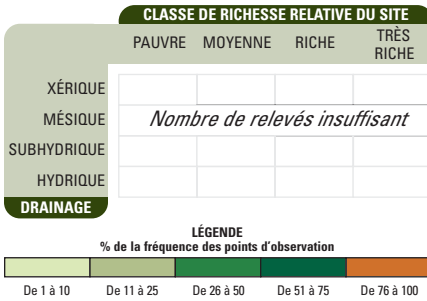 CLASSE DE RICHESSE RELATIVE DU SITE
PAUVRE MOYENNE RICHE TRÈS RICHE
XÉRIQUE
MÉSIQUE Nombre de relevés insuffisant
SUBHYDRIQUE
HYDRIQUE
DRAINAGE
LÉGENDE
% de la fréquence des points d'observation
De 1 à 10 De 11 à 25 De 26 à 50 De 51 à 75 De 76 à 100